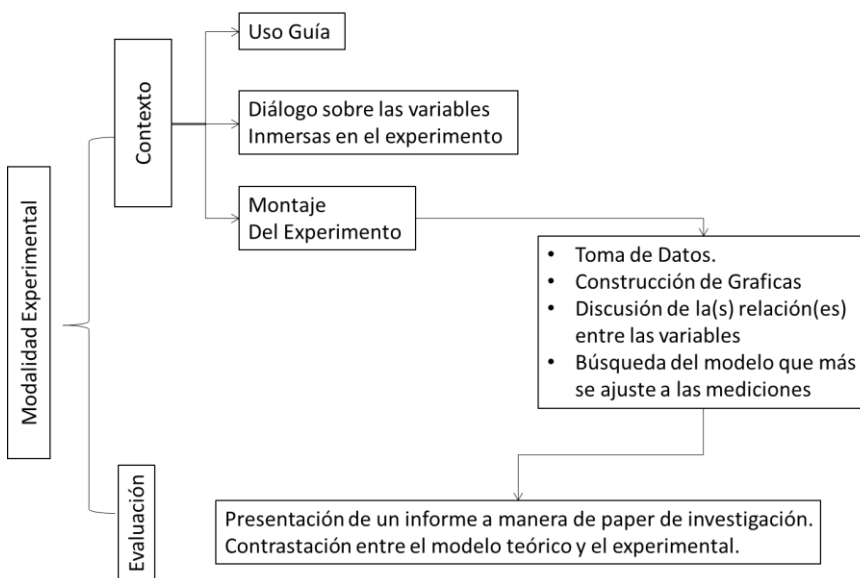 Modalidad Experimental
Contexto
Uso Guía
Diálogo sobre las variables
Inmersas en el experimento
Montaje
Del Experimento
• Toma de Datos.
• Construcción de Graficas
• Discusión de la(s) relación(es)
entre las variables
• Búsqueda del modelo que más
se ajuste a las mediciones
Evaluación
Presentación de un informe a manera de paper de investigación.
Contrastación entre el modelo teórico y el experimental.